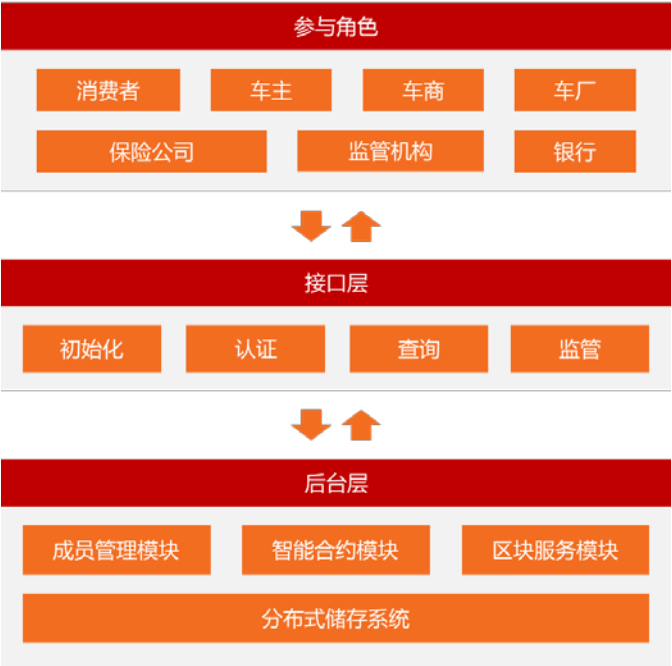 参与角色
消费者 车主 车商 车厂
保险公司 监管机构 银行
接口层
初始化 认证 查询 监管
后台层
成员管理模块 智能合约模块 区块服务模块
分布式储存系统